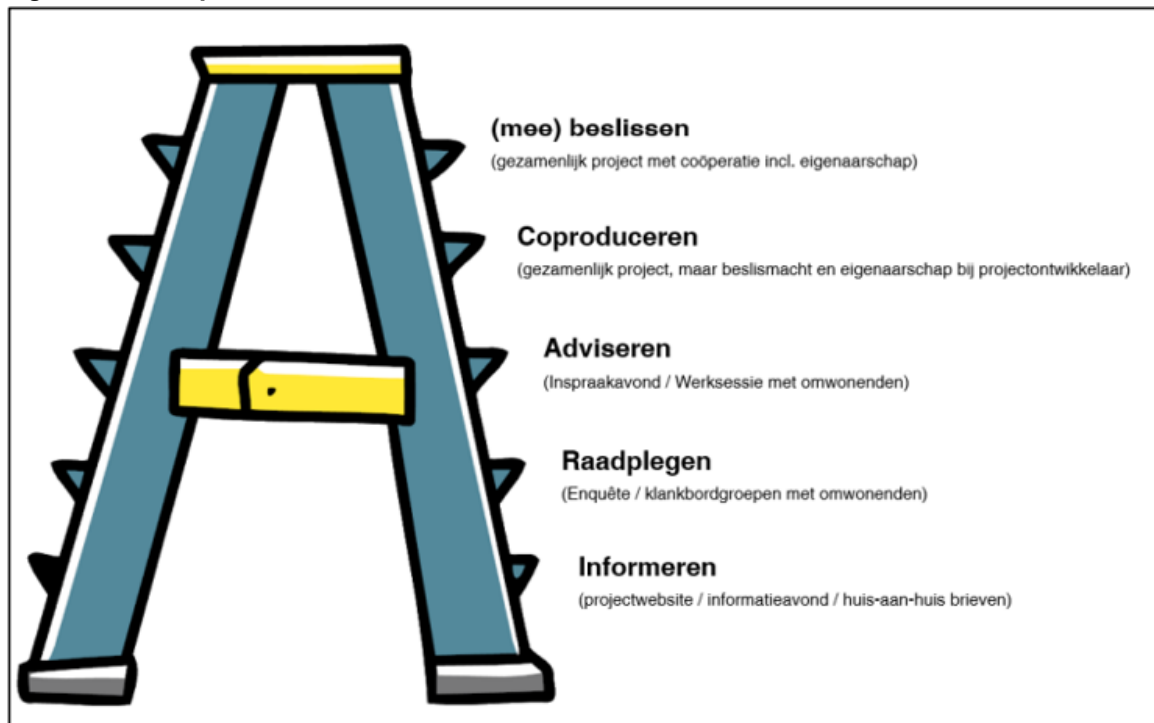 (mee) beslissen
(gezamenlijk project met coöperatie incl. eigenaarschap)
Coproduceren
(gezamenlijk project, maar beslismacht en eigenaarschap bij projectontwikkelaar)
Adviseren
(Inspraakavond / Werksessie met omwonenden)
Raadplegen
(Enquête / klankbordgroepen met omwonenden)
Informeren
(projectwebsite / informatieavond / huis-aan-huis brieven)